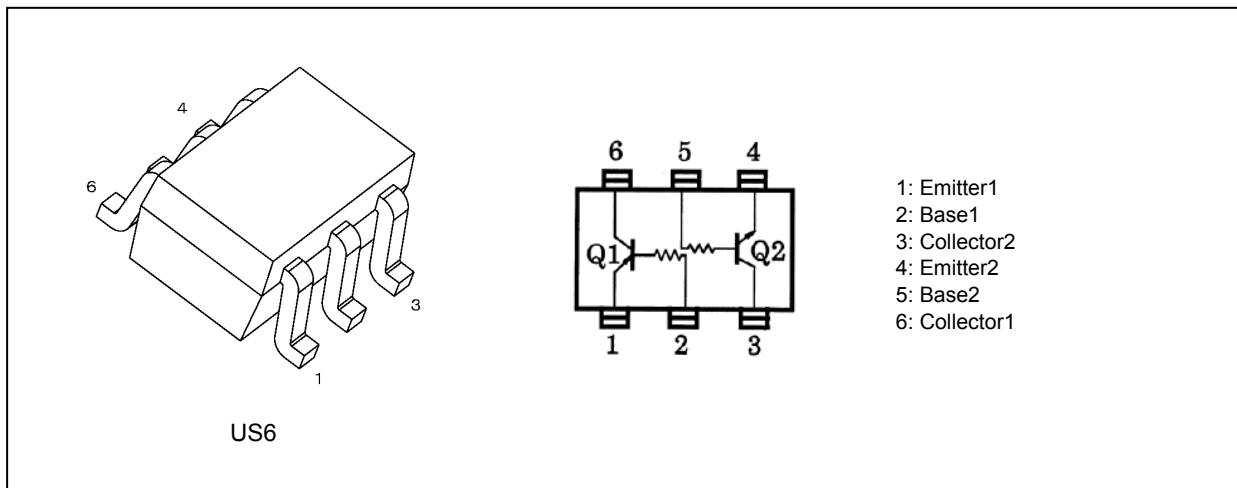 4
6
3
1
US6
6 5 4
Q1 Q2
1 2 3
1: Emitter1
2: Base1
3: Collector2
4: Emitter2
5: Base2
6: Collector1